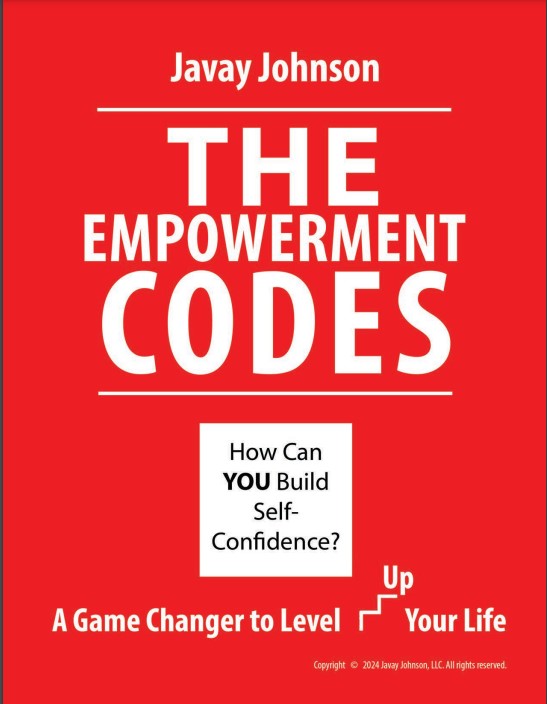 Javay Johnson
THE
EMPOWERMENT
CODES
How Can
YOU Build
Self-
Confidence?
A Game Changer to Level Up Your Life
Copyright © 2024 Javay Johnson, LLC. All rights reserved.